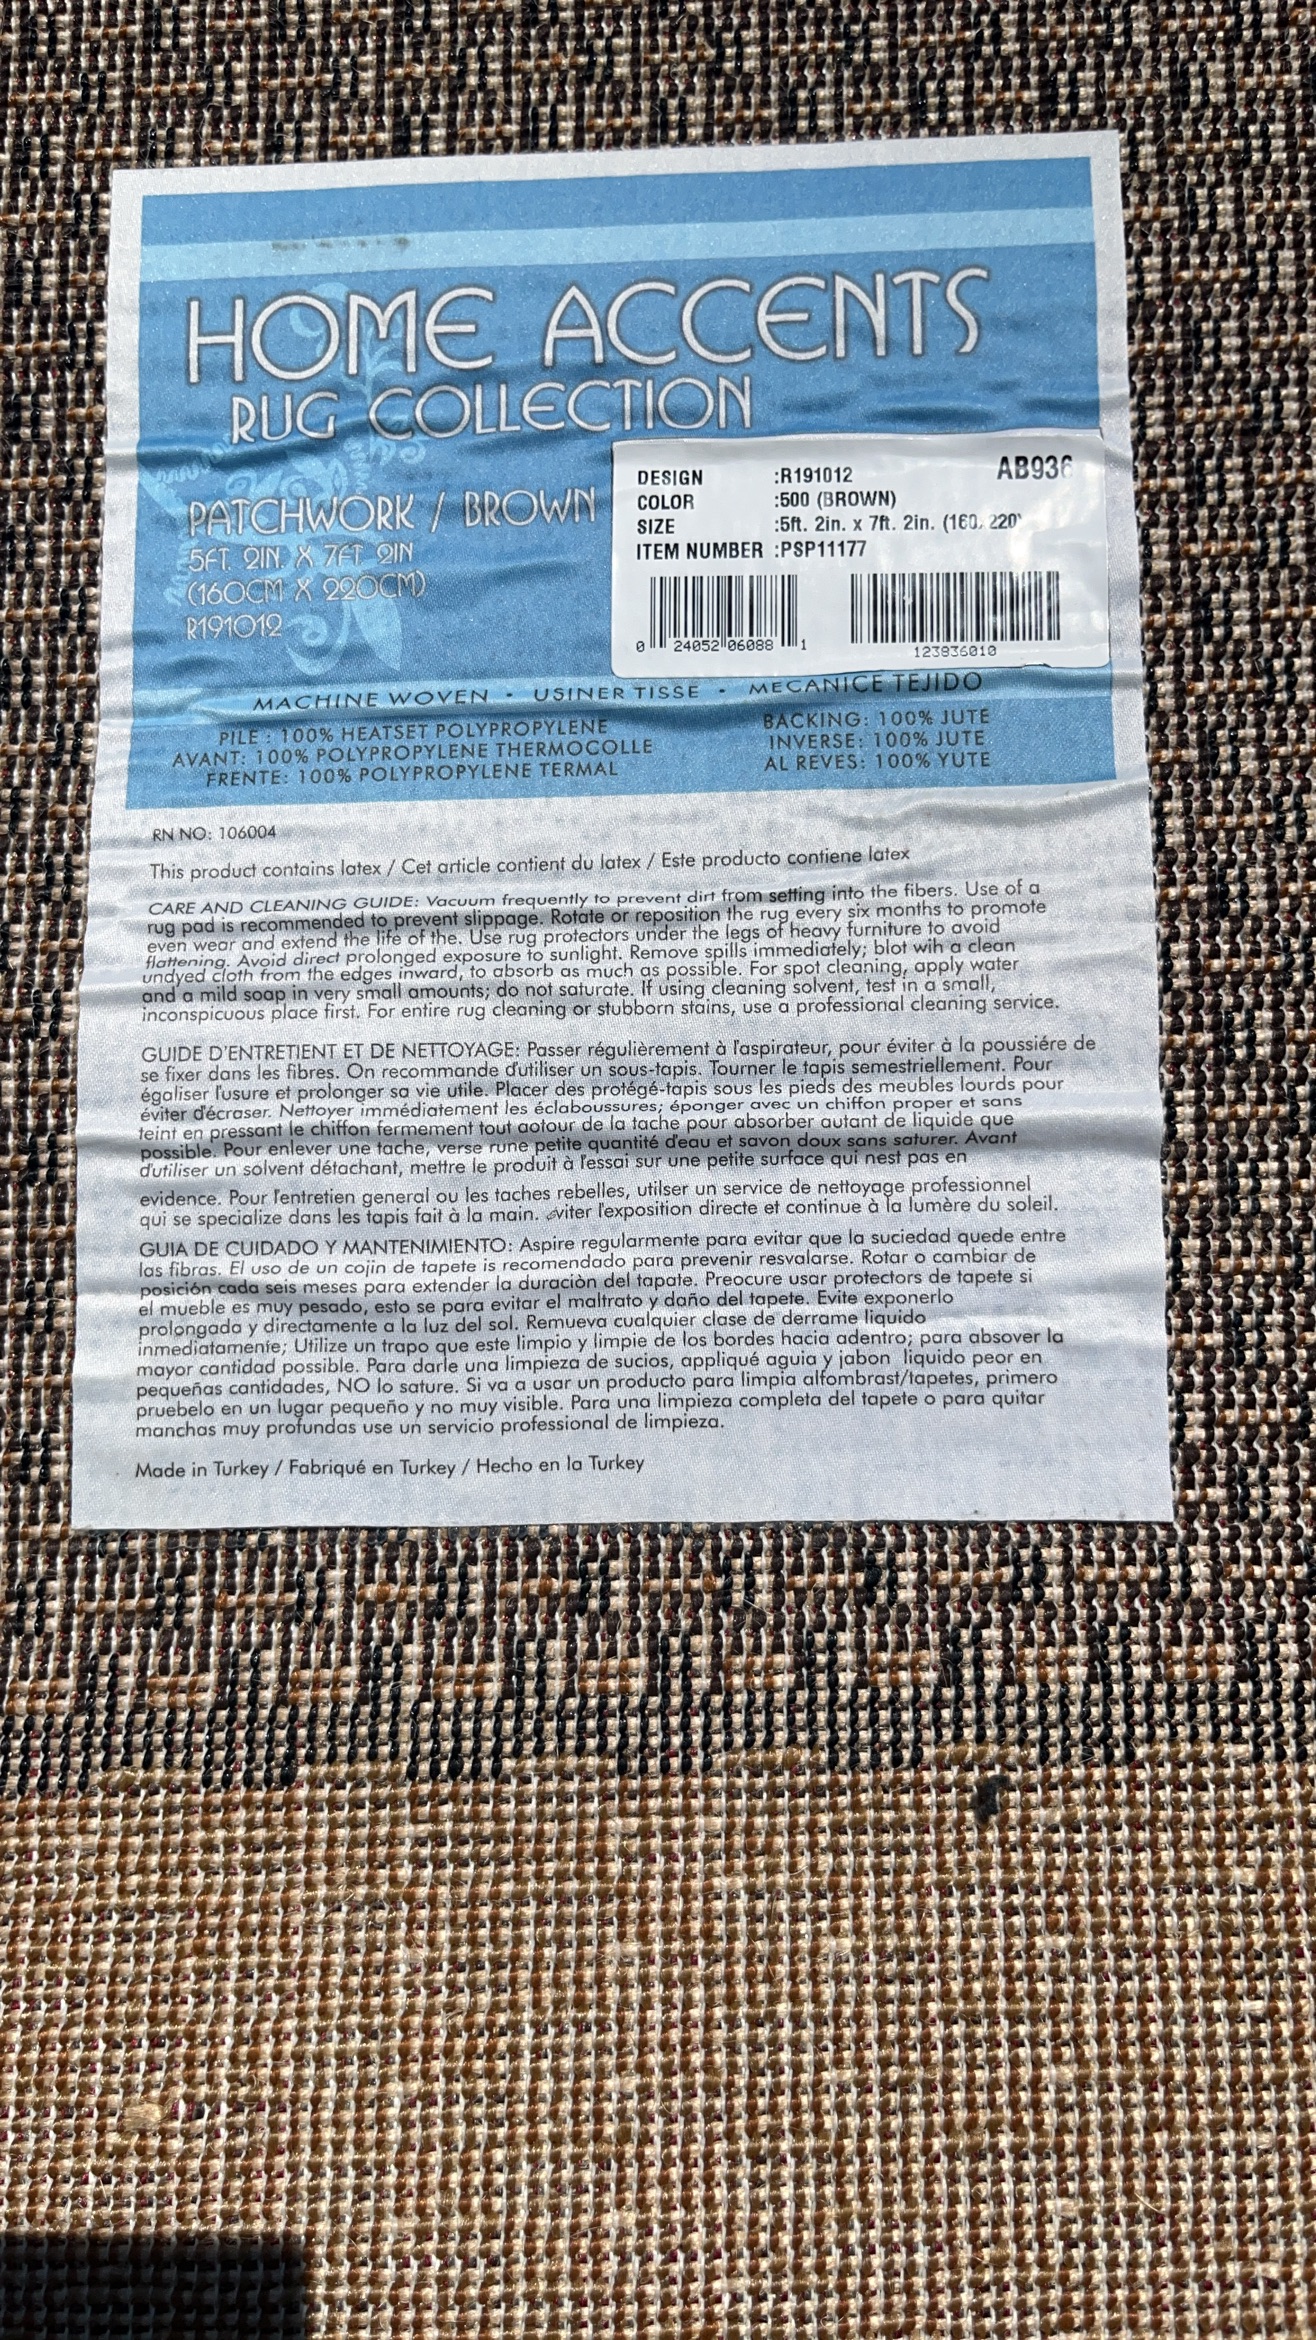 HOME ACCENTS
RUG COLLECTION
PATCHWORK / BROWN
5FT. 2IN. X 7FT. 2IN
(160CM X 220CM)
R191012
AB936
DESIGN :R191012
COLOR :500 (BROWN)
SIZE :5ft. 2in. x 7ft. 2in. (160, 220)
ITEM NUMBER :PSP11177
0 24052 06088 1
123836010
MACHINE WOVEN • USINER TISSE • MECANICE TEJIDO
PILE : 100% HEATSET POLYPROPYLENE
AVANT: 100% POLYPROPYLENE THERMOCOLLE
FRENTE: 100% POLYPROPYLENE TERMAL
BACKING: 100% JUTE
INVERSE: 100% JUTE
AL REVES: 100% YUTE
RN NO: 106004
This product contains latex / Cet article contient du latex / Este producto contiene latex
CARE AND CLEANING GUIDE: Vacuum frequently to prevent dirt from setting into the fibers. Use of a
rug pad is recommended to prevent slippage. Rotate or reposition the rug every six months to promote
even wear and extend the life of the. Use rug protectors under the legs of heavy furniture to avoid
flattening. Avoid direct prolonged exposure to sunlight. Remove spills immediately; blot wih a clean
undyed cloth from the edges inward, to absorb as much as possible. For spot cleaning, apply water
and a mild soap in very small amounts; do not saturate. If using cleaning solvent, test in a small,
inconspicuous place first. For entire rug cleaning or stubborn stains, use a professional cleaning service.
GUIDE D'ENTRETIENT ET DE NETTOYAGE: Passer régulièrement à l'aspirateur, pour éviter à la poussiére de
se fixer dans les fibres. On recommande d'utiliser un sous-tapis. Tourner le tapis semestriellement. Pour
égaliser l'usure et prolonger sa vie utile. Placer des protégé-tapis sous les pieds des meubles lourds pour
éviter d'écraser. Nettoyer immédiatement les éclaboussures; éponger avec un chiffon proper et sans
teint en pressant le chiffon fermement tout aotour de la tache pour absorber autant de liquide que
possible. Pour enlever une tache, verse rune petite quantité d'eau et savon doux sans saturer. Avant
d'utiliser un solvent détachant, mettre le produit à l'essai sur une petite surface qui nest pas en
evidence. Pour l'entretien general ou les taches rebelles, utilser un service de nettoyage professionnel
qui se specialize dans les tapis fait à la main. éviter l'exposition directe et continue à la lumère du soleil.
GUIA DE CUIDADO Y MANTENIMIENTO: Aspire regularmente para evitar que la suciedad quede entre
las fibras. El uso de un cojin de tapete is recomendado para prevenir resvalarse. Rotar o cambiar de
posición cada seis meses para extender la duraciòn del tapate. Preocure usar protectors de tapete si
el mueble es muy pesado, esto se para evitar el maltrato y daño del tapete. Evite exponerlo
prolongada y directamente a la luz del sol. Remueva cualquier clase de derrame liquido
inmediatamente; Utilize un trapo que este limpio y limpie de los bordes hacia adentro; para absover la
mayor cantidad possible. Para darle una limpieza de sucios, appliqué aguia y jabon liquido peor en
pequeñas cantidades, NO lo sature. Si va a usar un producto para limpia alfombrast/tapetes, primero
pruebelo en un lugar pequeño y no muy visible. Para una limpieza completa del tapete o para quitar
manchas muy profundas use un servicio professional de limpieza.
Made in Turkey / Fabriqué en Turkey / Hecho en la Turkey